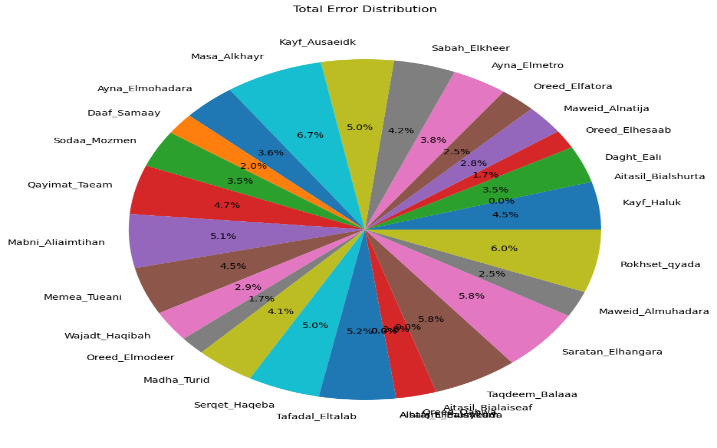 Total Error Distribution
Kayf_Ausaeidk
Sabah_Elkheer
Masa_Alkhayr
Ayna_Elmetro
Ayna_Elmohadara
Oreed_Elfatora
Daaf_Samaay
Maweid_Alnatija
Sodaa_Mozmen
Oreed_Elhesaab
Daght_Eali
Qayimat_Taeam
Aitasil_Bialshurta
Kayf_Haluk
Mabni_Aliaimtihan
Rokhset_qyada
Memea_Tueani
Maweid_Almuhadara
Wajadt_Haqibah
Saratan_Elhangara
Oreed_Elmodeer
Madha_Turid
Taqdeem_Balaaa
Serqet_Haqeba
Aitasil_Bialaiseaf
Tafadal_Eltalab
6.7%
5.0%
4.2%
3.8%
3.6%
2.5%
2.0%
2.8%
3.5%
1.7%
4.7%
3.5%
0.0%
4.5%
5.1%
6.0%
4.5%
2.5%
2.9%
5.8%
1.7%
4.1%
5.8%
5.0%
5.2%
0.0%